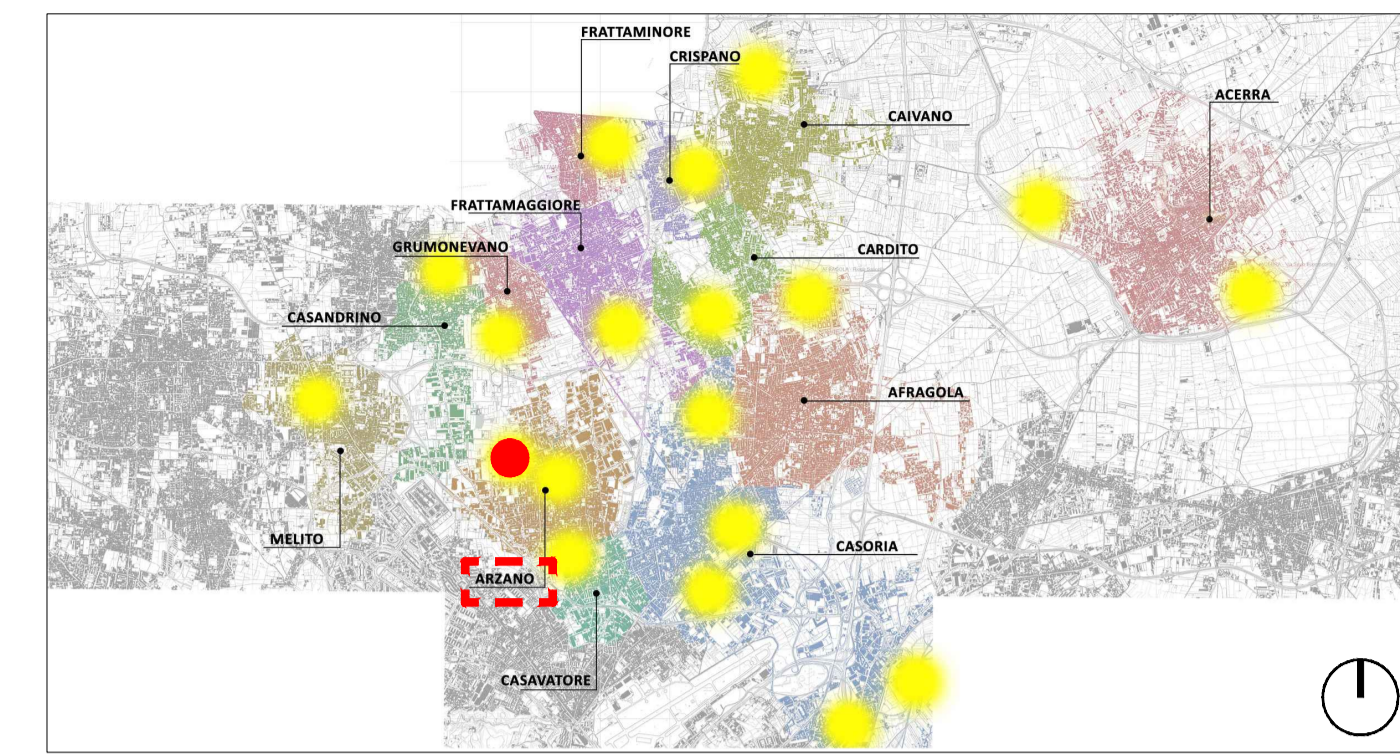 FRATTAMINORE
CRISPANO
ACERRA
CAIVANO
FRATTAMAGGIORE
GRUMONEVANO
CARDITO
CASANDRINO
AFRAGOLA
MELITO
CASORIA
ARZANO
CASAVATORE